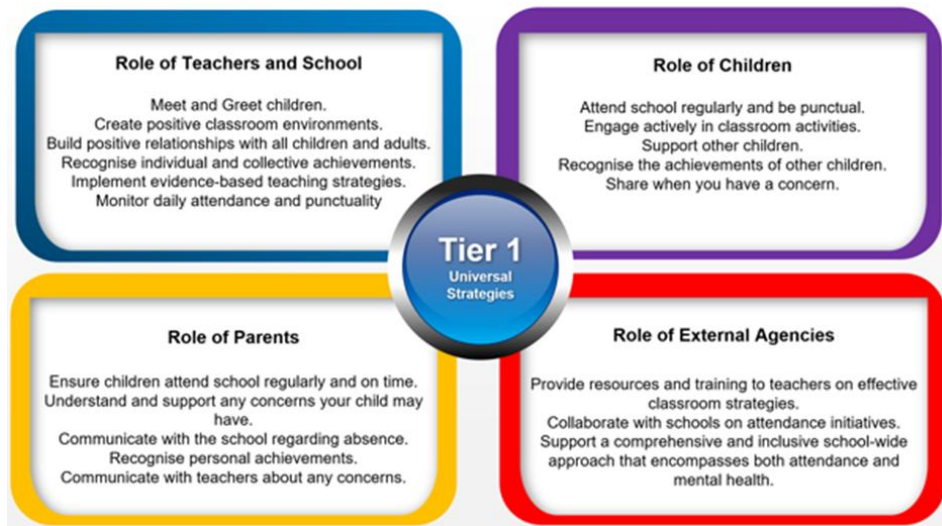 Role of Teachers and School
Meet and Greet children.
Create positive classroom environments.
Build positive relationships with all children and adults.
Recognise individual and collective achievements.
Implement evidence-based teaching strategies.
Monitor daily attendance and punctuality
Role of Children
Attend school regularly and be punctual.
Engage actively in classroom activities.
Support other children.
Recognise the achievements of other children.
Share when you have a concern.
Tier 1
Universal
Strategies
Role of Parents
Ensure children attend school regularly and on time.
Understand and support any concerns your child may
have.
Communicate with the school regarding absence.
Recognise personal achievements.
Communicate with teachers about any concerns.
Role of External Agencies
Provide resources and training to teachers on effective
classroom strategies.
Collaborate with schools on attendance initiatives.
Support a comprehensive and inclusive school-wide
approach that encompasses both attendance and
mental health.